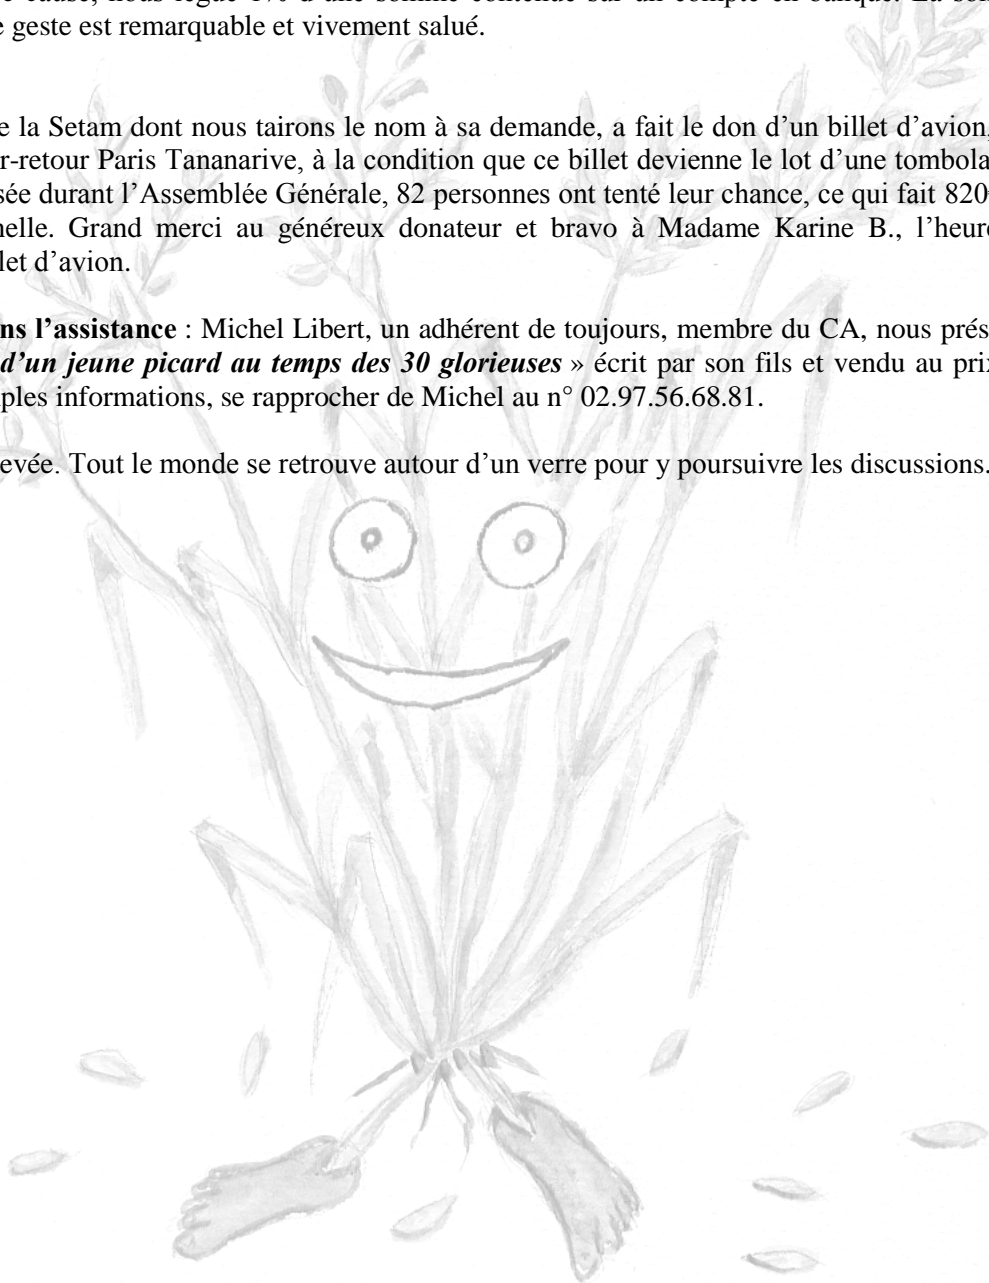 cause, nous lègue 1% d’une somme contenue sur un compte en banque. La
e geste est remarquable et vivement salué.
e la Setam dont nous tairons le nom à sa demande, a fait le don d’un billet d’avion,
r-retour Paris Tananarive, à la condition que ce billet devienne le lot d’une tombola
sée durant l’Assemblée Générale, 82 personnes ont tenté leur chance, ce qui fait 820
nelle. Grand merci au généreux donateur et bravo à Madame Karine B., l’heure
let d’avion.
ns l’assistance : Michel Libert, un adhérent de toujours, membre du CA, nous prés
d’un jeune picard au temps des 30 glorieuses » écrit par son fils et vendu au prix
ples informations, se rapprocher de Michel au n° 02.97.56.68.81.
evée. Tout le monde se retrouve autour d’un verre pour y poursuivre les discussions.